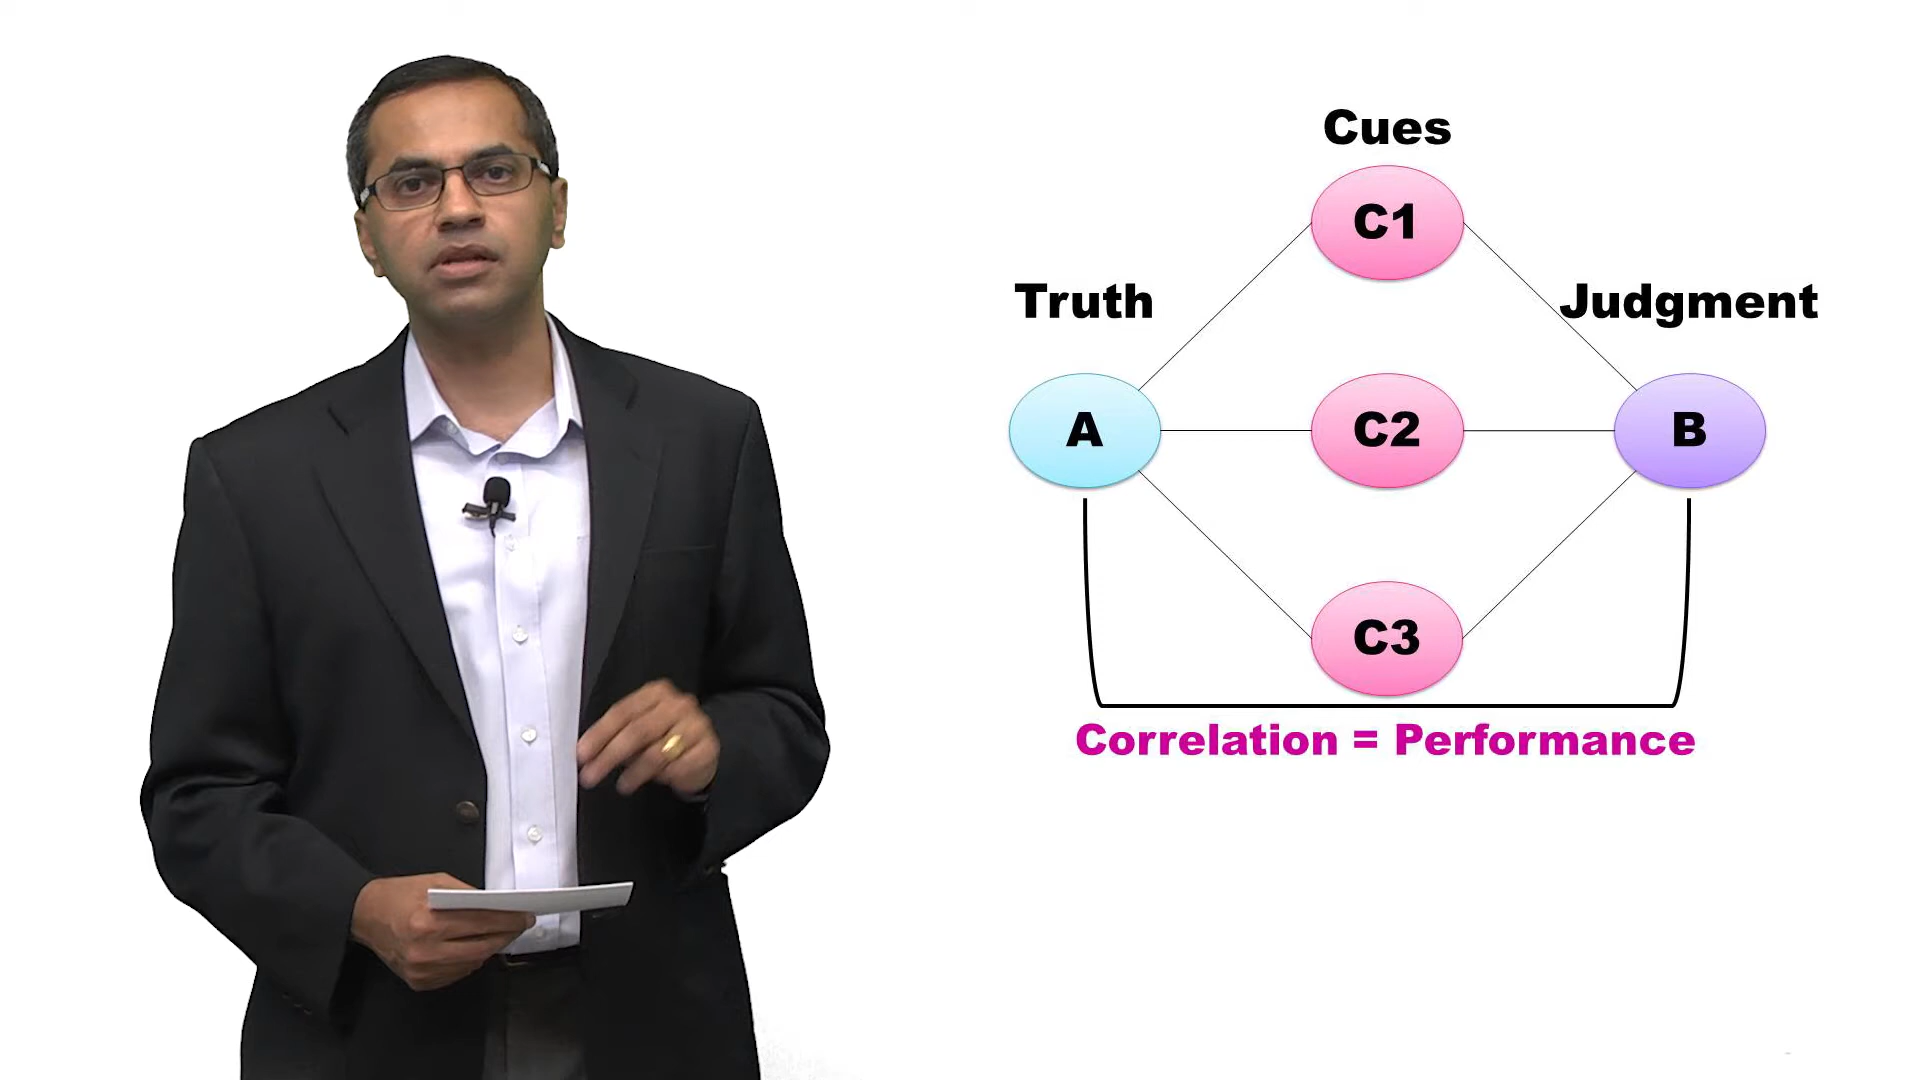 Cues
C1
Truth
Judgment
A
C2
B
C3
Correlation = Performance